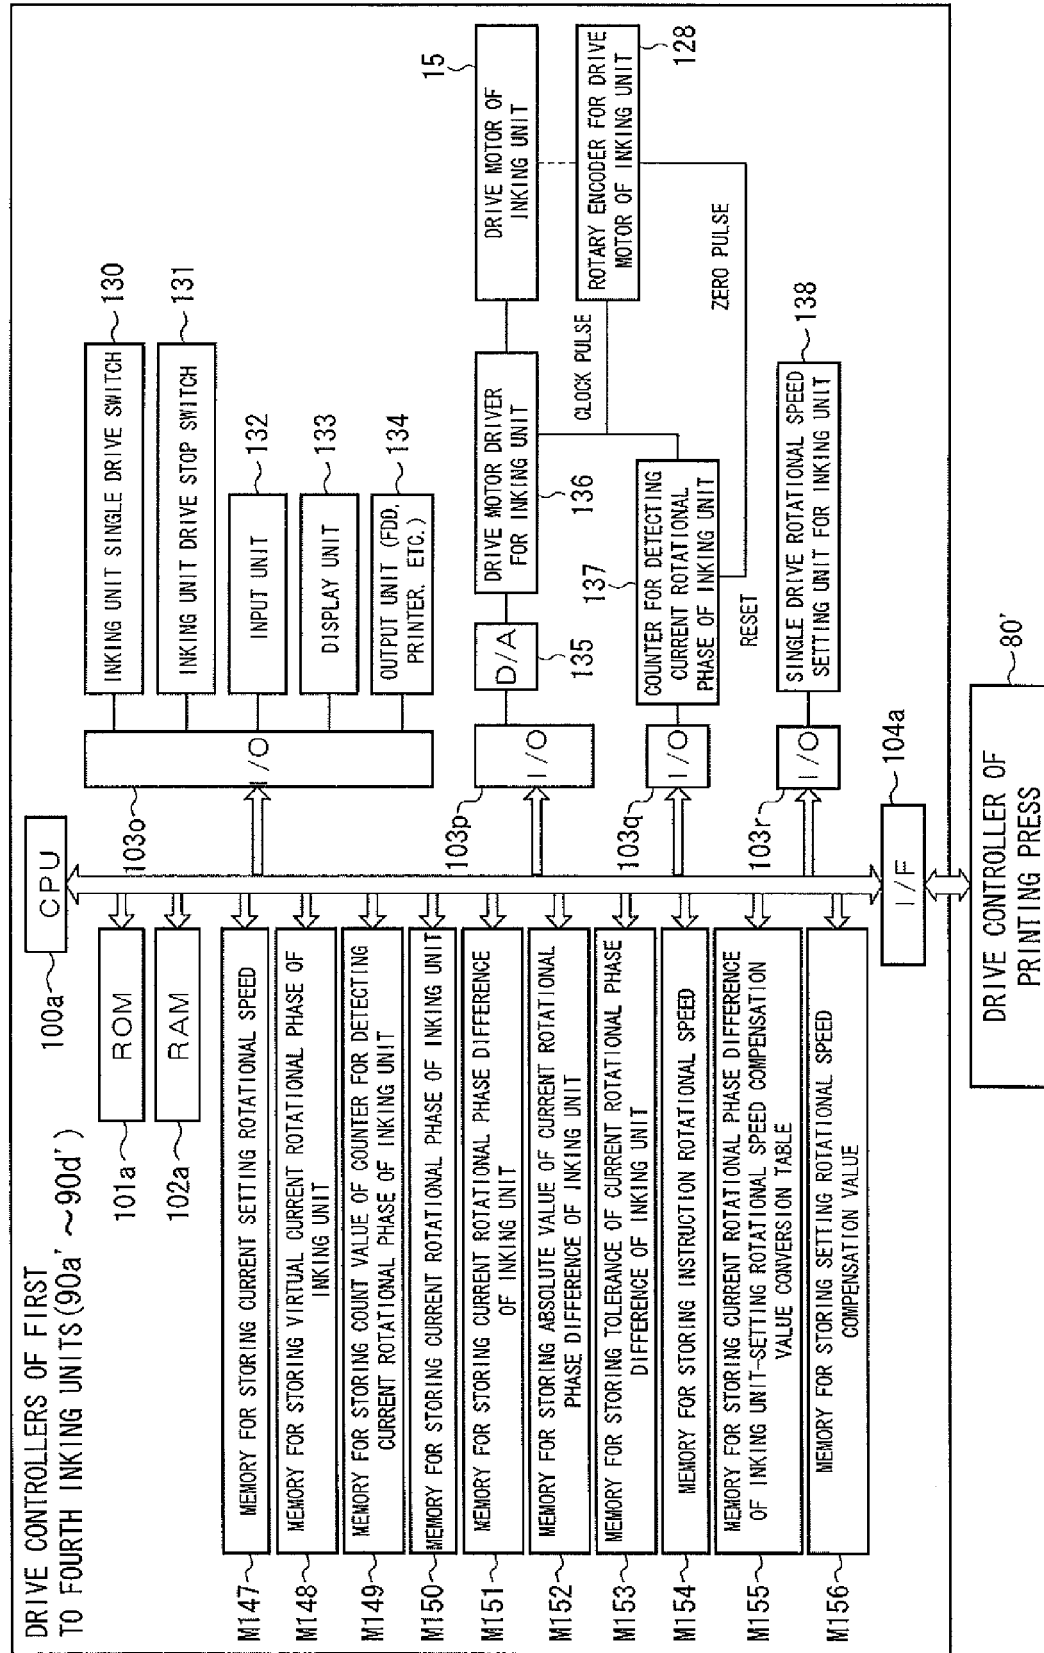 DRIVE CONTROLLERS OF FIRST
TO FOURTH INKING UNITS(90a' ～90d')
100a
CPU
101a
ROM
102a
RAM
M147
MEMORY FOR STORING CURRENT SETTING ROTATIONAL SPEED
M148
MEMORY FOR STORING VIRTUAL CURRENT ROTATIONAL PHASE OF
INKING UNIT
M149
MEMORY FOR STORING COUNT VALUE OF COUNTER FOR DETECTING
CURRENT ROTATIONAL PHASE OF INKING UNIT
M150
MEMORY FOR STORING CURRENT ROTATIONAL PHASE OF INKING UNIT
M151
MEMORY FOR STORING CURRENT ROTATIONAL PHASE DIFFERENCE
OF INKING UNIT
M152
MEMORY FOR STORING ABSOLUTE VALUE OF CURRENT ROTATIONAL
PHASE DIFFERENCE OF INKING UNIT
M153
MEMORY FOR STORING TOLERANCE OF CURRENT ROTATIONAL PHASE
DIFFERENCE OF INKING UNIT
M154
MEMORY FOR STORING INSTRUCTION ROTATIONAL SPEED
M155
MEMORY FOR STORING CURRENT ROTATIONAL PHASE DIFFERENCE
OF INKING UNIT-SETTING ROTATIONAL SPEED COMPENSATION
VALUE CONVERSION TABLE
M156
MEMORY FOR STORING SETTING ROTATIONAL SPEED
COMPENSATION VALUE
103o
I/O
INKING UNIT SINGLE DRIVE SWITCH
130
INKING UNIT DRIVE STOP SWITCH
131
INPUT UNIT
132
DISPLAY UNIT
133
OUTPUT UNIT (FDD,
PRINTER, ETC.)
134
103p
I/O
D/A
135
DRIVE MOTOR DRIVER
FOR INKING UNIT
136
DRIVE MOTOR OF
INKING UNIT
15
CLOCK PULSE
ROTARY ENCODER FOR DRIVE
MOTOR OF INKING UNIT
128
103q
I/O
137
COUNTER FOR DETECTING
CURRENT ROTATIONAL
PHASE OF INKING UNIT
RESET
ZERO PULSE
103r
I/O
SINGLE DRIVE ROTATIONAL SPEED
SETTING UNIT FOR INKING UNIT
138
I/F
104a
DRIVE CONTROLLER OF
PRINTING PRESS
80'